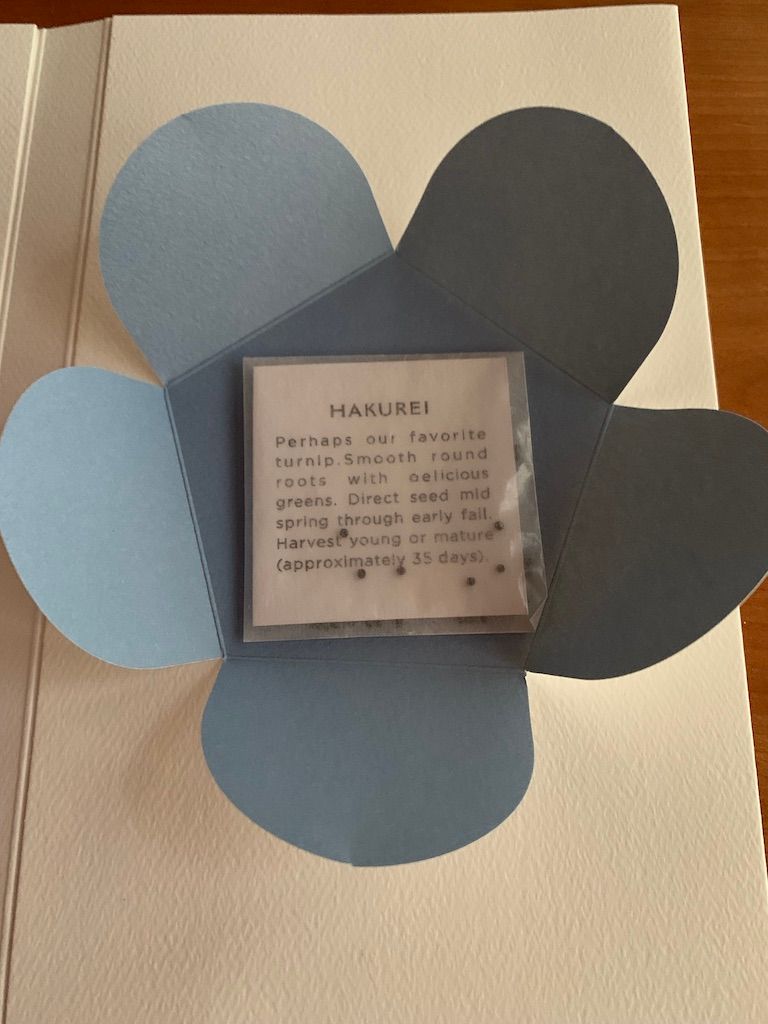 HAKUREI
Perhaps our favorite
turnip.Smooth round
roots with delicious
greens. Direct seed mid
spring through early fall.
Harvest young or mature
(approximately 35 days).